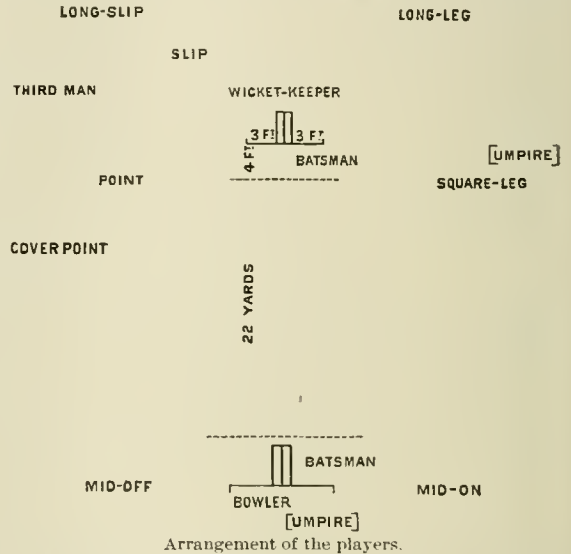 LONG-SLIP LONG-LEG
SLIP
THIRD MAN WICKET-KEEPER
3 FT 3 FT
4 FT BATSMAN [UMPIRE]
POINT SQUARE-LEG
COVER POINT
22 YARDS
BATSMAN
MID-OFF MID-ON
BOWLER
[UMPIRE]
Arrangement of the players.